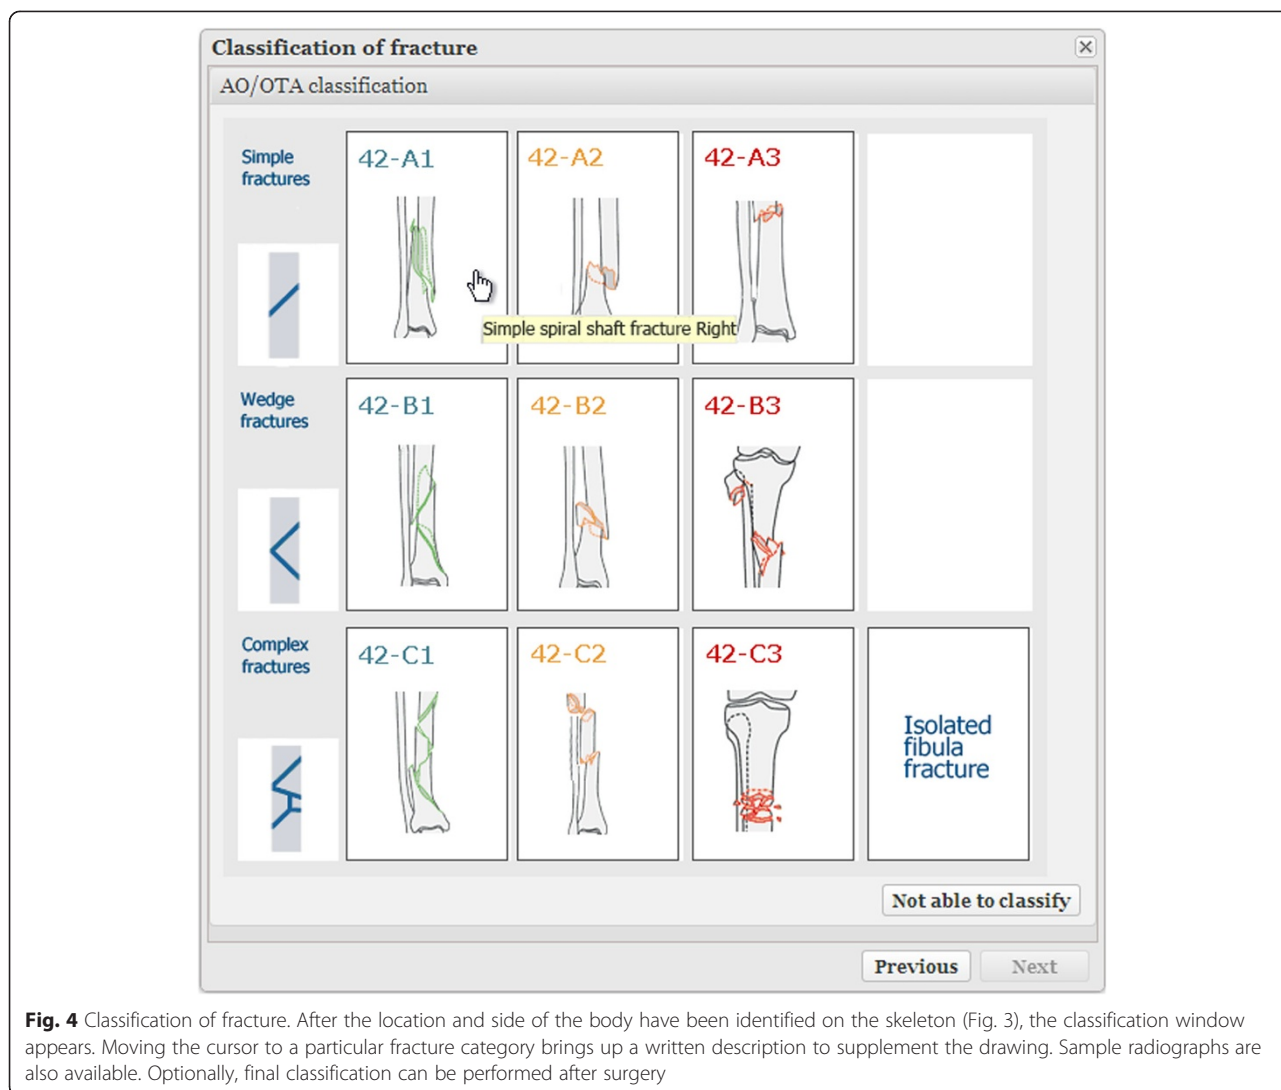 Classification of fracture
AO/OTA classification
Simple
fractures
42-A1
42-A2
42-A3
Simple spiral shaft fracture Right
Wedge
fractures
42-B1
42-B2
42-B3
Complex
fractures
42-C1
42-C2
42-C3
Isolated
fibula
fracture
Not able to classify
Previous
Next
Fig. 4 Classification of fracture. After the location and side of the body have been identified on the skeleton (Fig. 3), the classification window
appears. Moving the cursor to a particular fracture category brings up a written description to supplement the drawing. Sample radiographs are
also available. Optionally, final classification can be performed after surgery